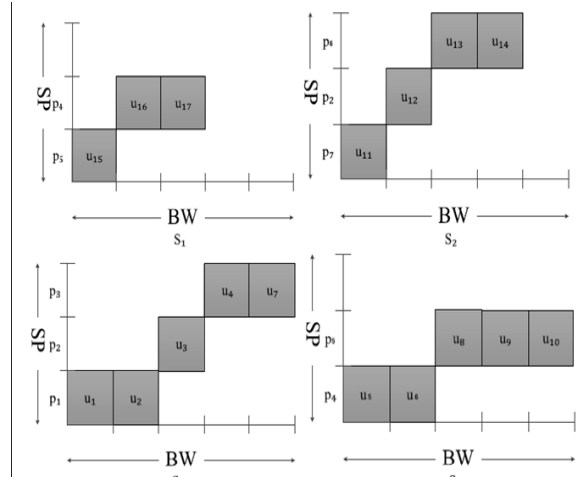 SP p₄ u₁₆ u₁₇
p₅ u₁₅
BW
S₁
p₆ u₁₃ u₁₄
SP p₂ u₁₂
p₇ u₁₁
BW
S₂
p₃ u₄ u₇
SP p₂ u₃
p₁ u₁ u₂
BW
SP p₅ u₈ u₉ u₁₀
p₄ u₅ u₆
BW